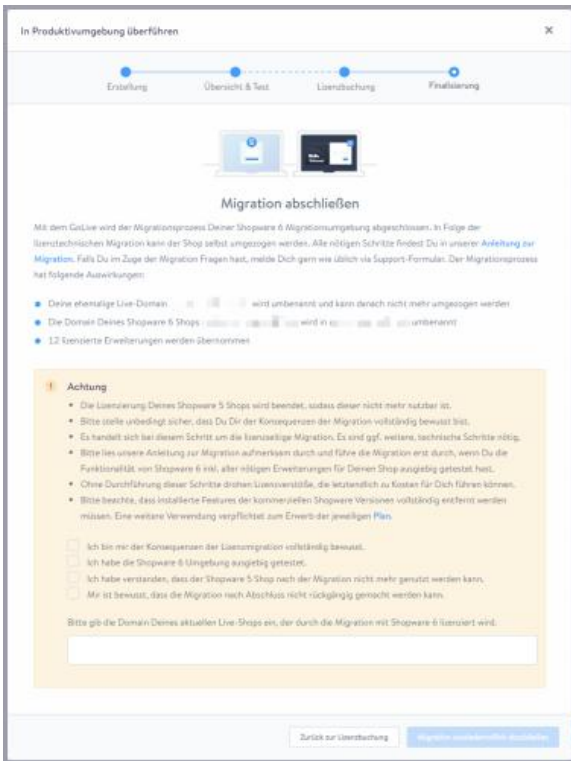 In Produktivumgebung überführen
Erstellung
Übersicht & Test
Lizenzbuchung
Finalisierung
Migration abschließen
Mit dem GoLive wird der Migrationsprozess Deiner Shopware 6 Migrationsumgebung abgeschlossen. In Folge der
lizenztechnischen Migration kann der Shop selbst umgezogen werden. Alle nötigen Schritte findest Du in unserer Anleitung zur
Migration. Falls Du im Zuge der Migration Fragen hast, melde Dich gern wie üblich via Support-Formular. Der Migrationsprozess
hat folgende Auswirkungen:
Deine ehemalige Live-Domain wird umbenannt und kann danach nicht mehr umgezogen werden
Die Domain Deines Shopware 6 Shops wird in umbenannt
12 lizenzierte Erweiterungen werden übernommen
Achtung
Die Lizenzierung Deines Shopware 5 Shops wird beendet, sodass dieser nicht mehr nutzbar ist.
Bitte stelle unbedingt sicher, dass Du Dir der Konsequenzen der Migration vollständig bewusst bist.
Es handelt sich bei diesem Schritt um die lizenzseitige Migration. Es sind ggf. weitere, technische Schritte nötig.
Bitte lies unsere Anleitung zur Migration aufmerksam durch und führe die Migration erst durch, wenn Du die
Funktionalität von Shopware 6 inkl. aller nötigen Erweiterungen für Deinen Shop ausgiebig getestet hast.
Ohne Durchführung dieser Schritte drohen Lizenzverstöße, die letztendlich zu Kosten für Dich führen können.
Bitte beachte, dass installierte Features der kommerziellen Shopware Versionen vollständig entfernt werden
müssen. Eine weitere Verwendung verpflichtet zum Erwerb der jeweiligen Plan.
Ich bin mir der Konsequenzen der Lizenzmigration vollständig bewusst.
Ich habe die Shopware 6 Umgebung ausgiebig getestet.
Ich habe verstanden, dass der Shopware 5 Shop nach der Migration nicht mehr genutzt werden kann.
Mir ist bewusst, dass die Migration nach Abschluss nicht rückgängig gemacht werden kann.
Bitte gib die Domain Deines aktuellen Live-Shops ein, der durch die Migration mit Shopware 6 lizenziert wird.
Zurück zur Lizenzbuchung
Migration abschließen